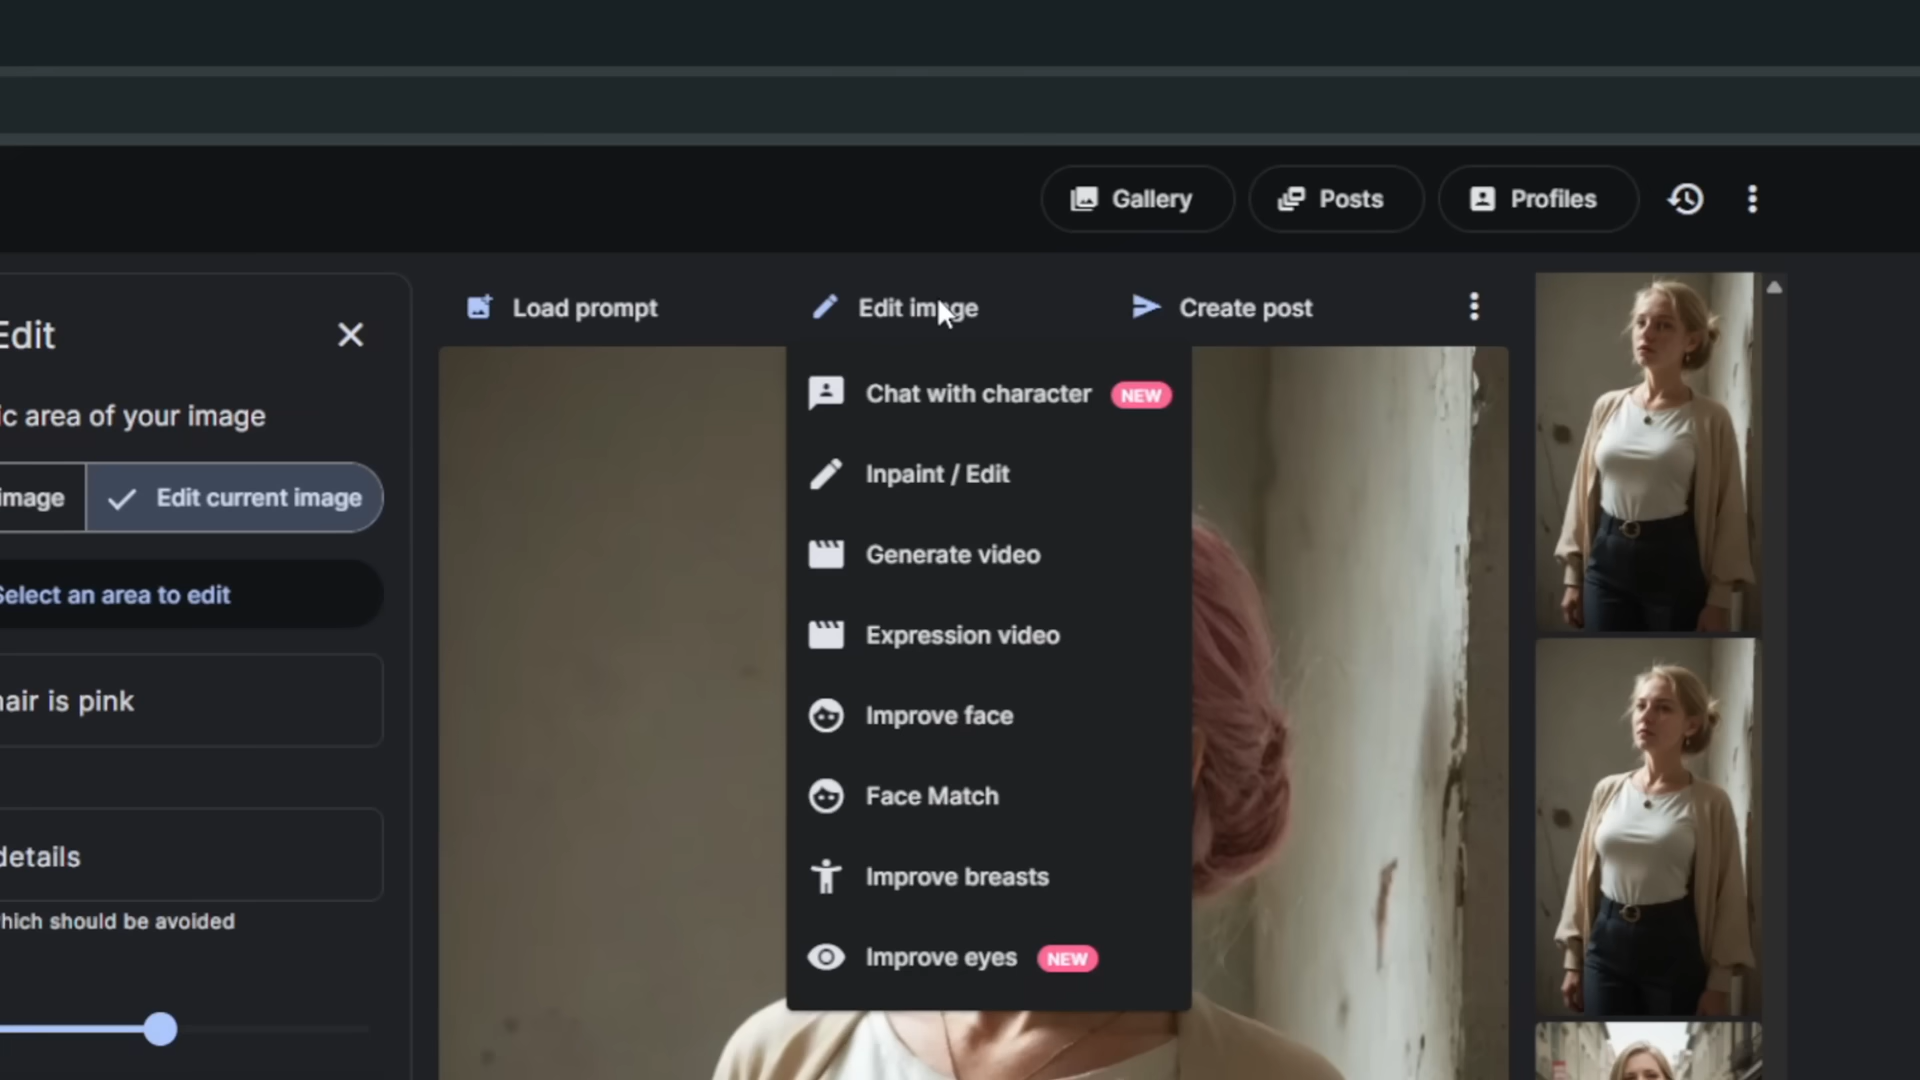 Gallery
Posts
Profiles
Load prompt
Edit image
Create post
Edit
ic area of your image
image
Edit current image
Select an area to edit
hair is pink
details
hich should be avoided
Chat with character NEW
Inpaint / Edit
Generate video
Expression video
Improve face
Face Match
Improve breasts
Improve eyes NEW